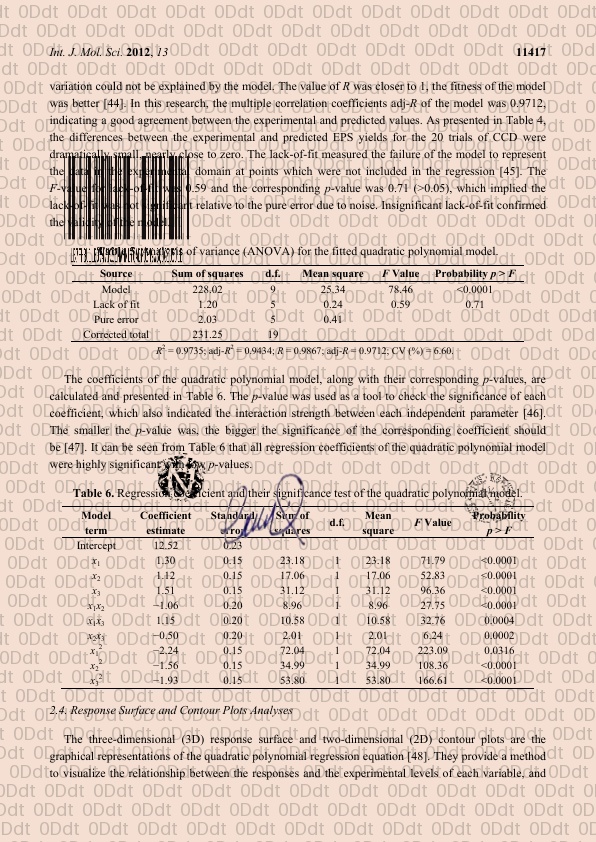 Int. J. Mol. Sci. 2012, 13 11417
variation could not be explained by the model. The value of R was closer to 1, the fitness of the model
was better [44]. In this research, the multiple correlation coefficients adj-R of the model was 0.9712,
indicating a good agreement between the experimental and predicted values. As presented in Table 4,
the differences between the experimental and predicted EPS yields for the 20 trials of CCD were
dramatically small, nearly close to zero. The lack-of-fit measured the failure of the model to represent
the data in the experimental domain at points which were not included in the regression [45]. The
F-value for lack-of-fit was 0.59 and the corresponding p-value was 0.71 (>0.05), which implied the
lack-of-fit was not significant relative to the pure error due to noise. Insignificant lack-of-fit confirmed
the validity of the model.
of variance (ANOVA) for the fitted quadratic polynomial model.
Source Sum of squares d.f. Mean square F Value Probability p > F
Model 228.02 9 25.34 78.46 <0.0001
Lack of fit 1.20 5 0.24 0.59 0.71
Pure error 2.03 5 0.41
Corrected total 231.25 19
R² = 0.9735; adj-R² = 0.9434; R = 0.9867; adj-R = 0.9712; CV (%) = 6.60.
The coefficients of the quadratic polynomial model, along with their corresponding p-values, are
calculated and presented in Table 6. The p-value was used as a tool to check the significance of each
coefficient, which also indicated the interaction strength between each independent parameter [46].
The smaller the p-value was, the bigger the significance of the corresponding coefficient should
be [47]. It can be seen from Table 6 that all regression coefficients of the quadratic polynomial model
were highly significant with low p-values.
Table 6. Regression coefficient and their significance test of the quadratic polynomial model.
Model Coefficient Standard Sum of d.f. Mean F Value Probability
term estimate error squares square p > F
Intercept 12.52 0.23
x₁ 1.30 0.15 23.18 1 23.18 71.79 <0.0001
x₂ 1.12 0.15 17.06 1 17.06 52.83 <0.0001
x₃ 1.51 0.15 31.12 1 31.12 96.36 <0.0001
x₁x₂ −1.06 0.20 8.96 1 8.96 27.75 <0.0001
x₁x₃ 1.15 0.20 10.58 1 10.58 32.76 0.0004
x₂x₃ −0.50 0.20 2.01 1 2.01 6.24 0.0002
x₁² −2.24 0.15 72.04 1 72.04 223.09 0.0316
x₂² −1.56 0.15 34.99 1 34.99 108.36 <0.0001
x₃² −1.93 0.15 53.80 1 53.80 166.61 <0.0001
2.4. Response Surface and Contour Plots Analyses
The three-dimensional (3D) response surface and two-dimensional (2D) contour plots are the
graphical representations of the quadratic polynomial regression equation [48]. They provide a method
to visualize the relationship between the responses and the experimental levels of each variable, and
0Ddt